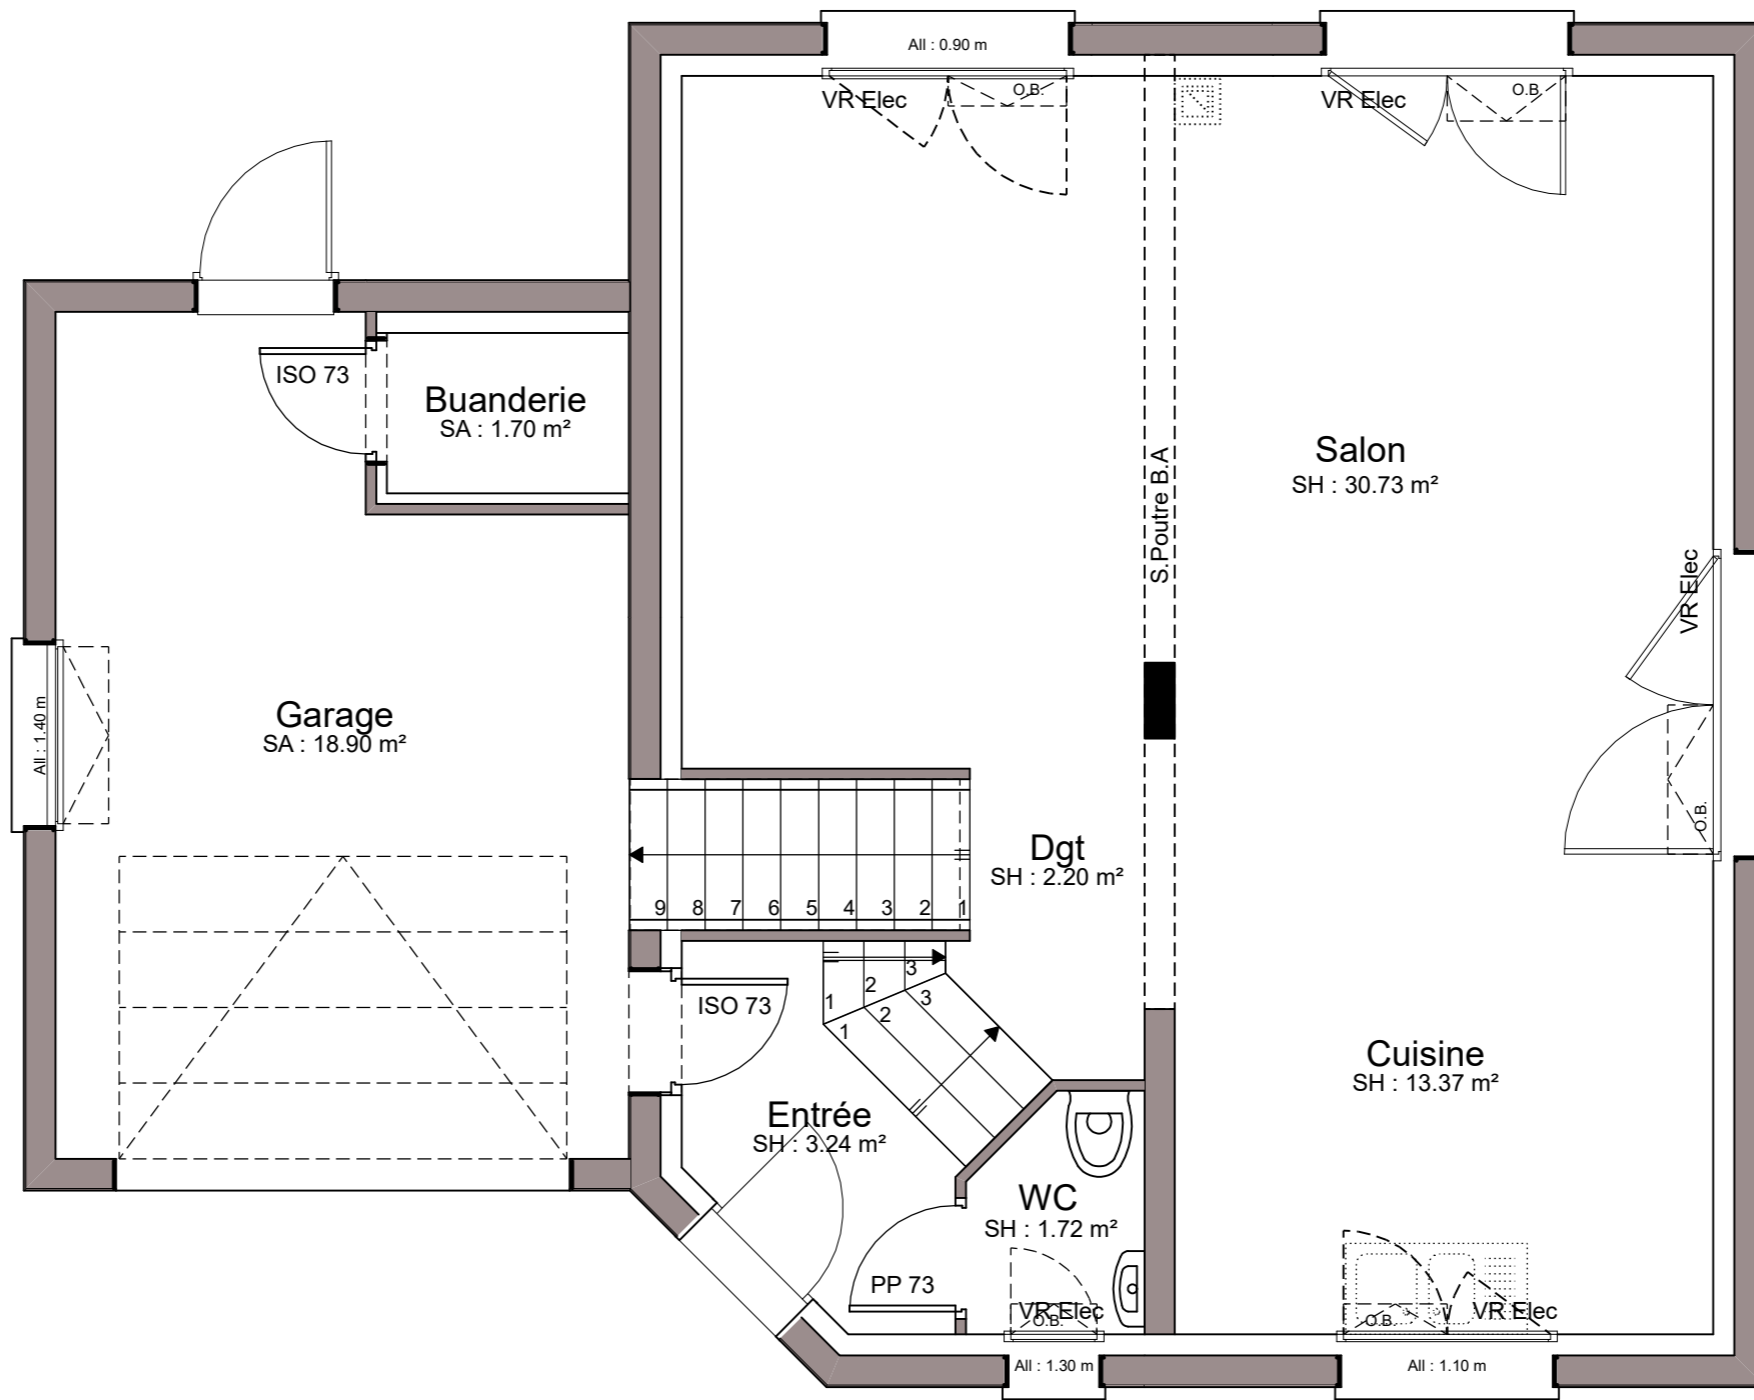 All : 0.90 m
VR Elec
O.B.
VR Elec
O.B.
ISO 73
Buanderie
SA : 1.70 m²
S.Poutre B.A
Salon
SH : 30.73 m²
VR Elec
O.B.
All : 1.40 m
Garage
SA : 18.90 m²
Dgt
SH : 2.20 m²
9 8 7 6 5 4 3 2 1
1 2 3
1 2 3
ISO 73
Entrée
SH : 3.24 m²
Cuisine
SH : 13.37 m²
WC
SH : 1.72 m²
PP 73
VR Elec
O.B.
O.B.
VR Elec
All : 1.30 m
All : 1.10 m